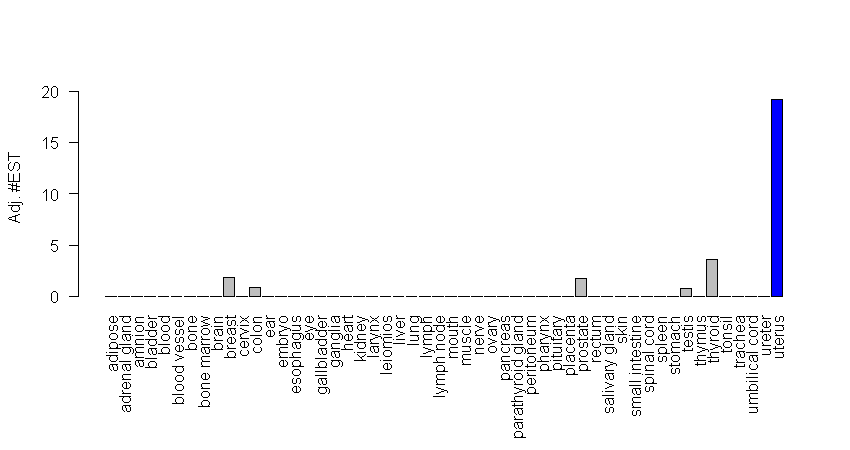 Adj. #EST
20
15
10
5
0
adipose
adrenal gland
amnion
bladder
blood
blood vessel
bone
bone marrow
brain
breast
cervix
colon
ear
embryo
esophagus
eye
gallbladder
ganglia
heart
kidney
larynx
leiomios
liver
lung
lymph
lymph node
mouth
muscle
nerve
ovary
pancreas
parathyroid gland
peritoneum
pharynx
pituitary
placenta
prostate
rectum
salivary gland
skin
small intestine
spinal cord
spleen
stomach
testis
thymus
thyroid
tonsil
trachea
umbilical cord
ureter
uterus